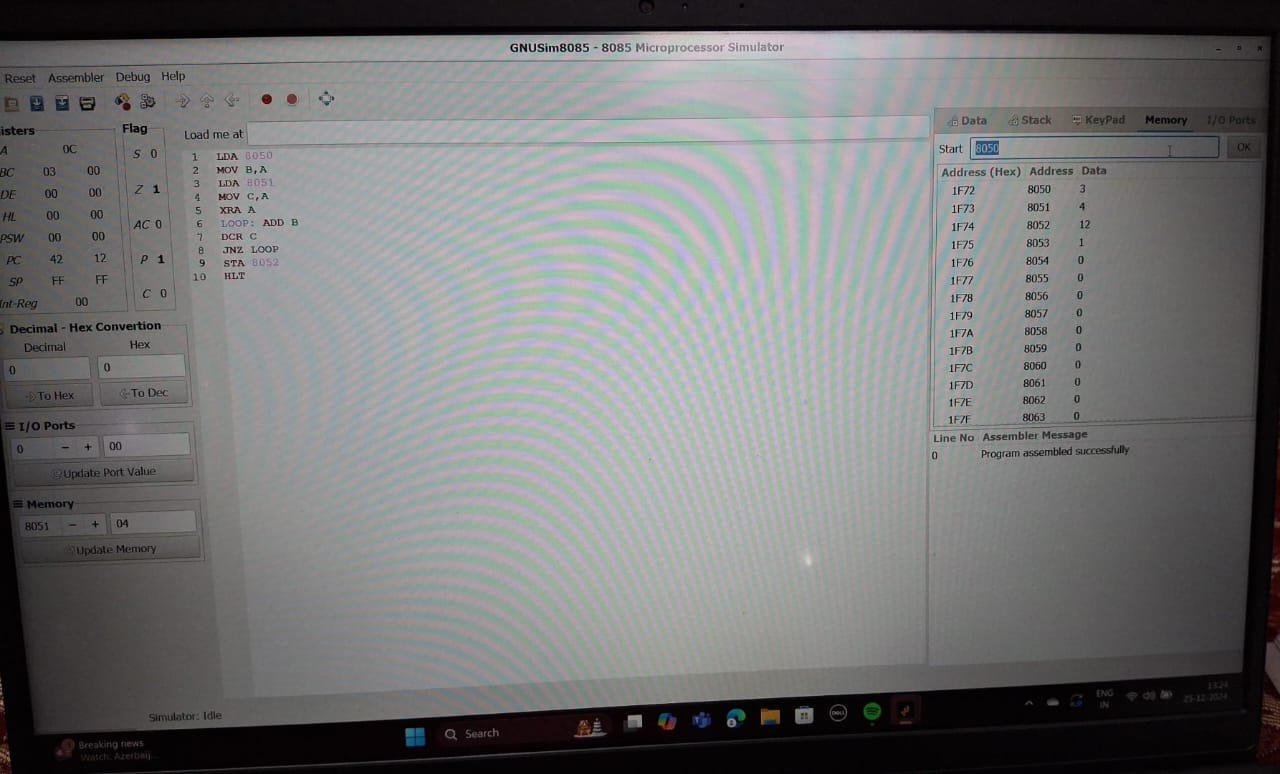 GNUSim8085 - 8085 Microprocessor Simulator
Reset Assembler Debug Help
isters
A 0C
BC 03 00
DE 00 00
HL 00 00
PSW 00 00
PC 42 12
SP FF FF
Int-Reg 00
Flag
S 0
Z 1
AC 0
P 1
C 0
Decimal - Hex Convertion
Decimal Hex
0 0
To Hex To Dec
I/O Ports
0 − + 00
Update Port Value
Memory
8051 − + 04
Update Memory
Load me at
1 LDA 8050
2 MOV B,A
3 LDA 8051
4 MOV C,A
5 XRA A
6 LOOP: ADD B
7 DCR C
8 JNZ LOOP
9 STA 8052
10 HLT
Data Stack KeyPad Memory I/O Ports
Start 8050 OK
Address (Hex) Address Data
1F72 8050 3
1F73 8051 4
1F74 8052 12
1F75 8053 1
1F76 8054 0
1F77 8055 0
1F78 8056 0
1F79 8057 0
1F7A 8058 0
1F7B 8059 0
1F7C 8060 0
1F7D 8061 0
1F7E 8062 0
1F7F 8063 0
Line No Assembler Message
0 Program assembled successfully
Simulator: Idle
Breaking news
Watch: Azerbaij...
Search
DELL
ENG
IN
13:24
25-12-2024